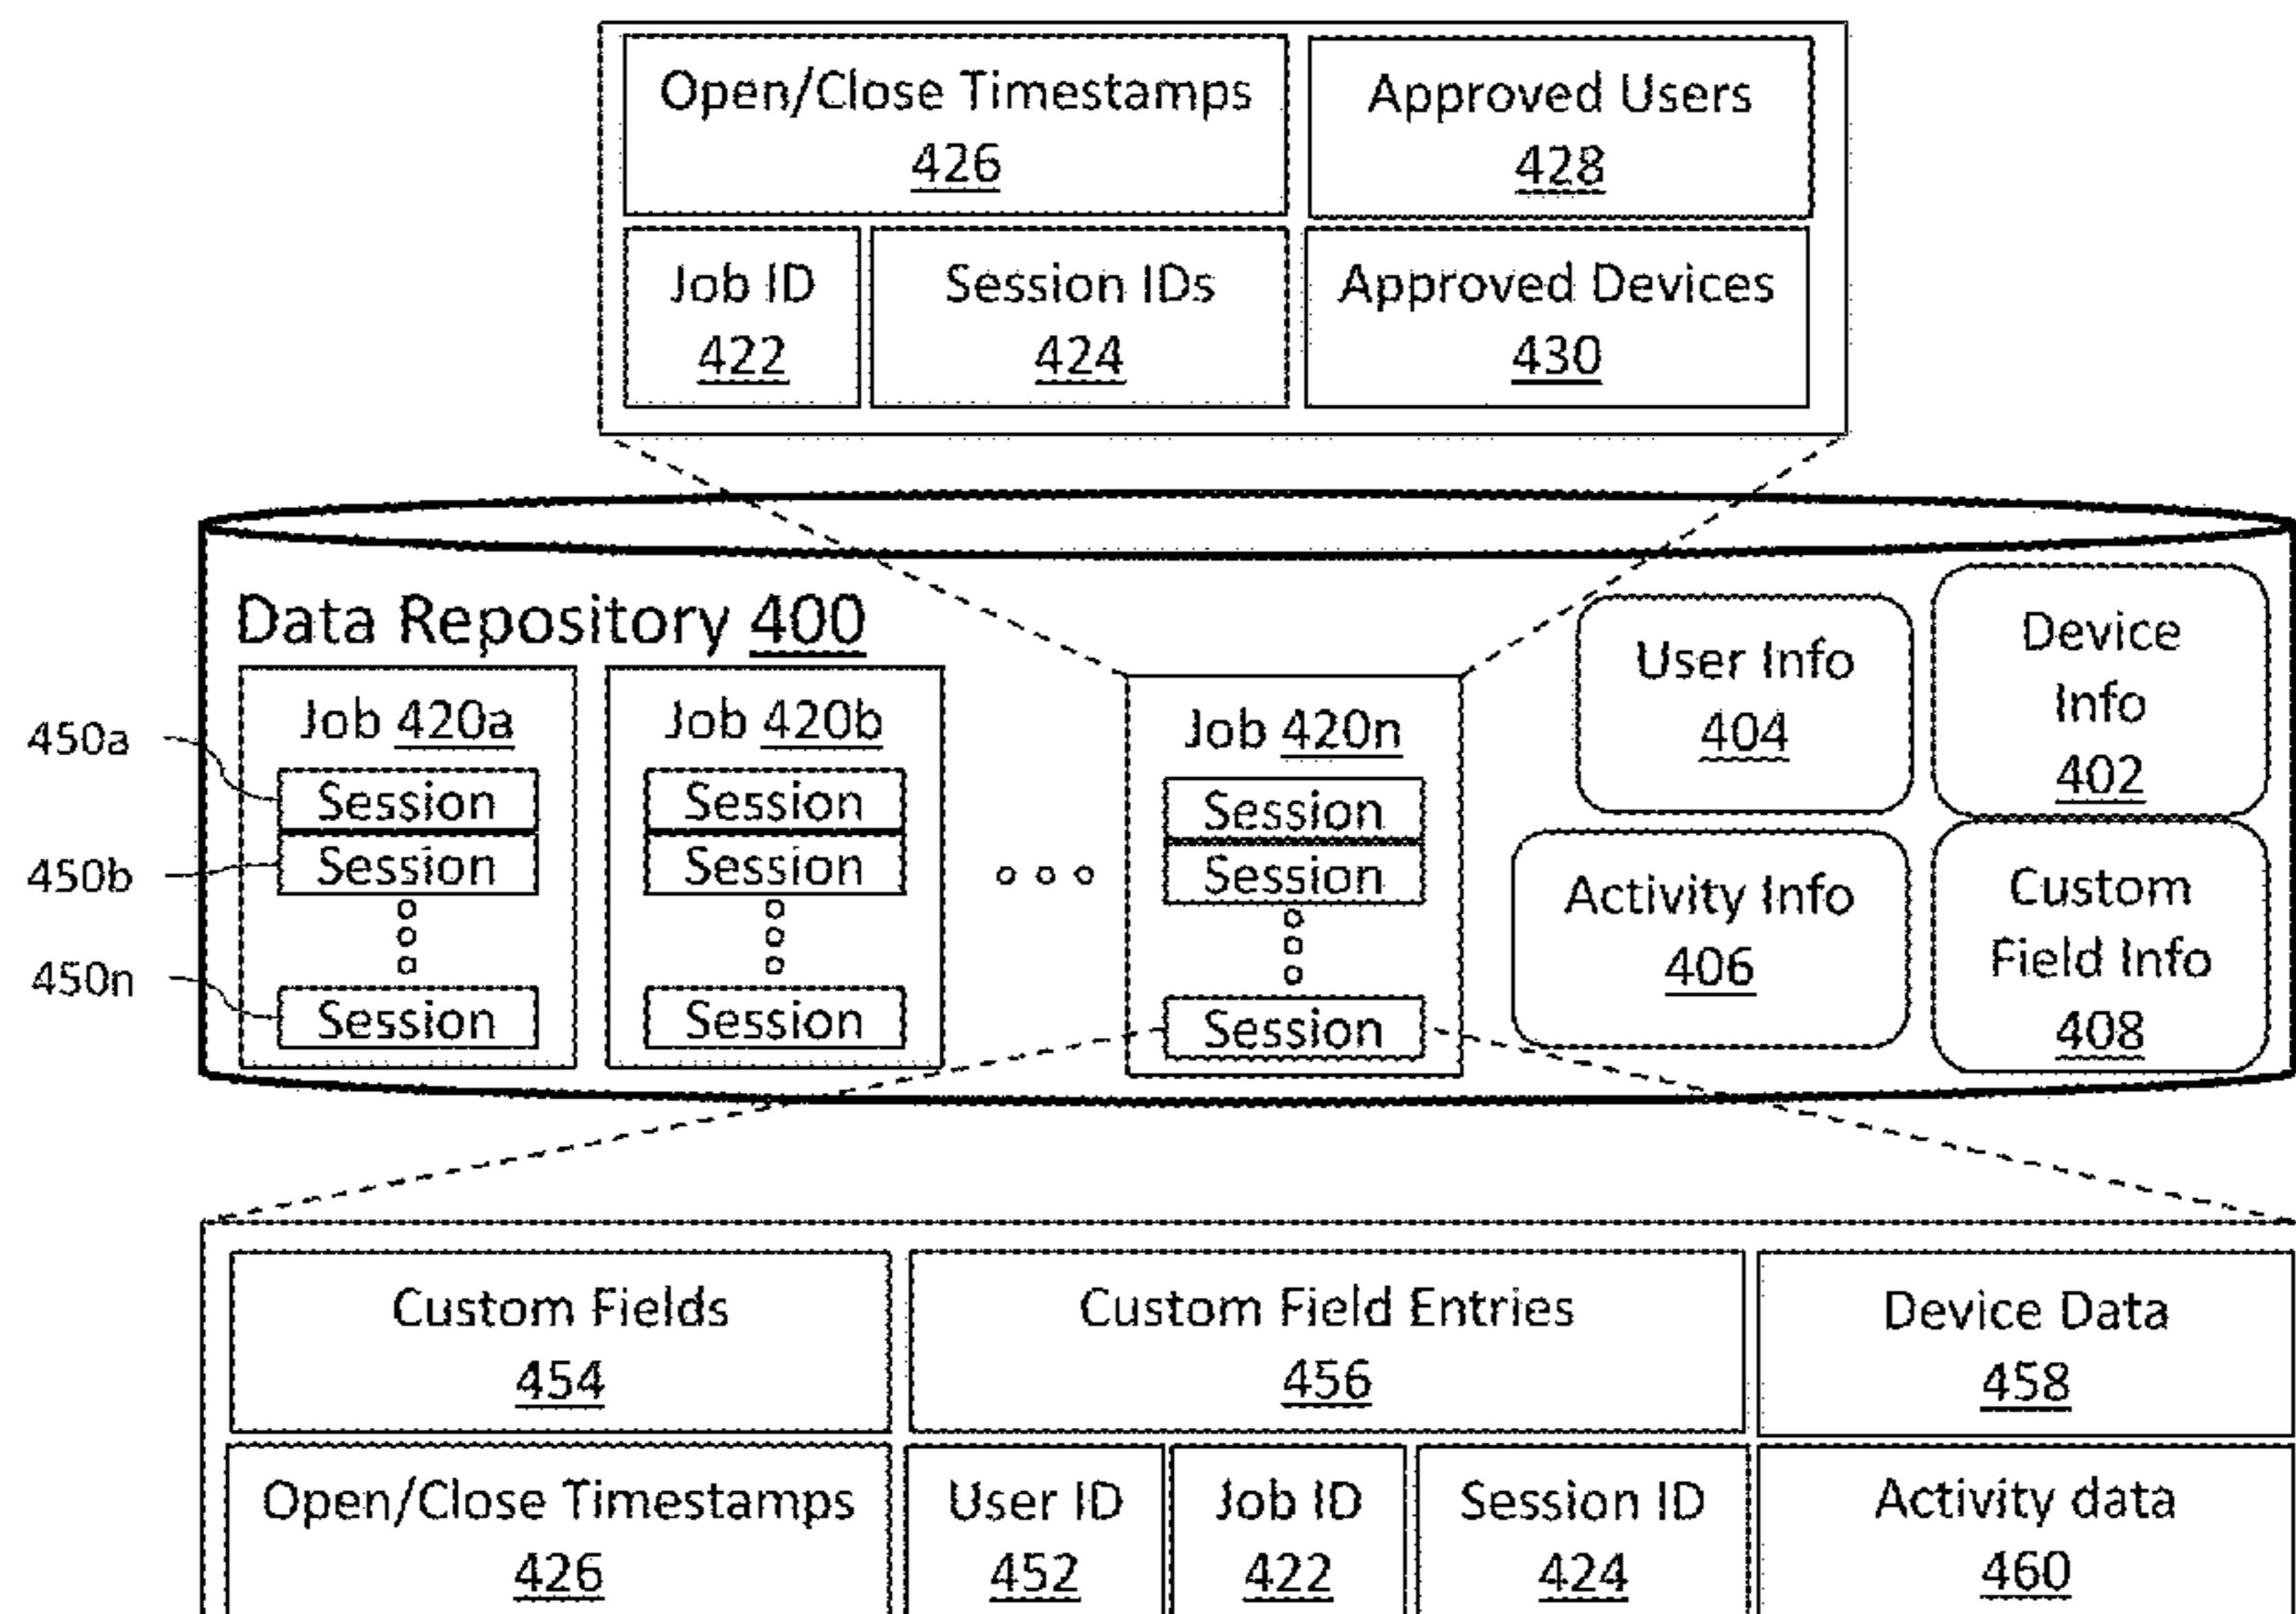 Open/Close Timestamps
426
Approved Users
428
Job ID
422
Session IDs
424
Approved Devices
430
Data Repository 400
Job 420a
Session
Session
Session
450a
450b
450n
Job 420b
Session
Session
Session
Job 420n
Session
Session
Session
User Info
404
Device
Info
402
Activity Info
406
Custom
Field Info
408
Custom Fields
454
Custom Field Entries
456
Device Data
458
Open/Close Timestamps
426
User ID
452
Job ID
422
Session ID
424
Activity data
460